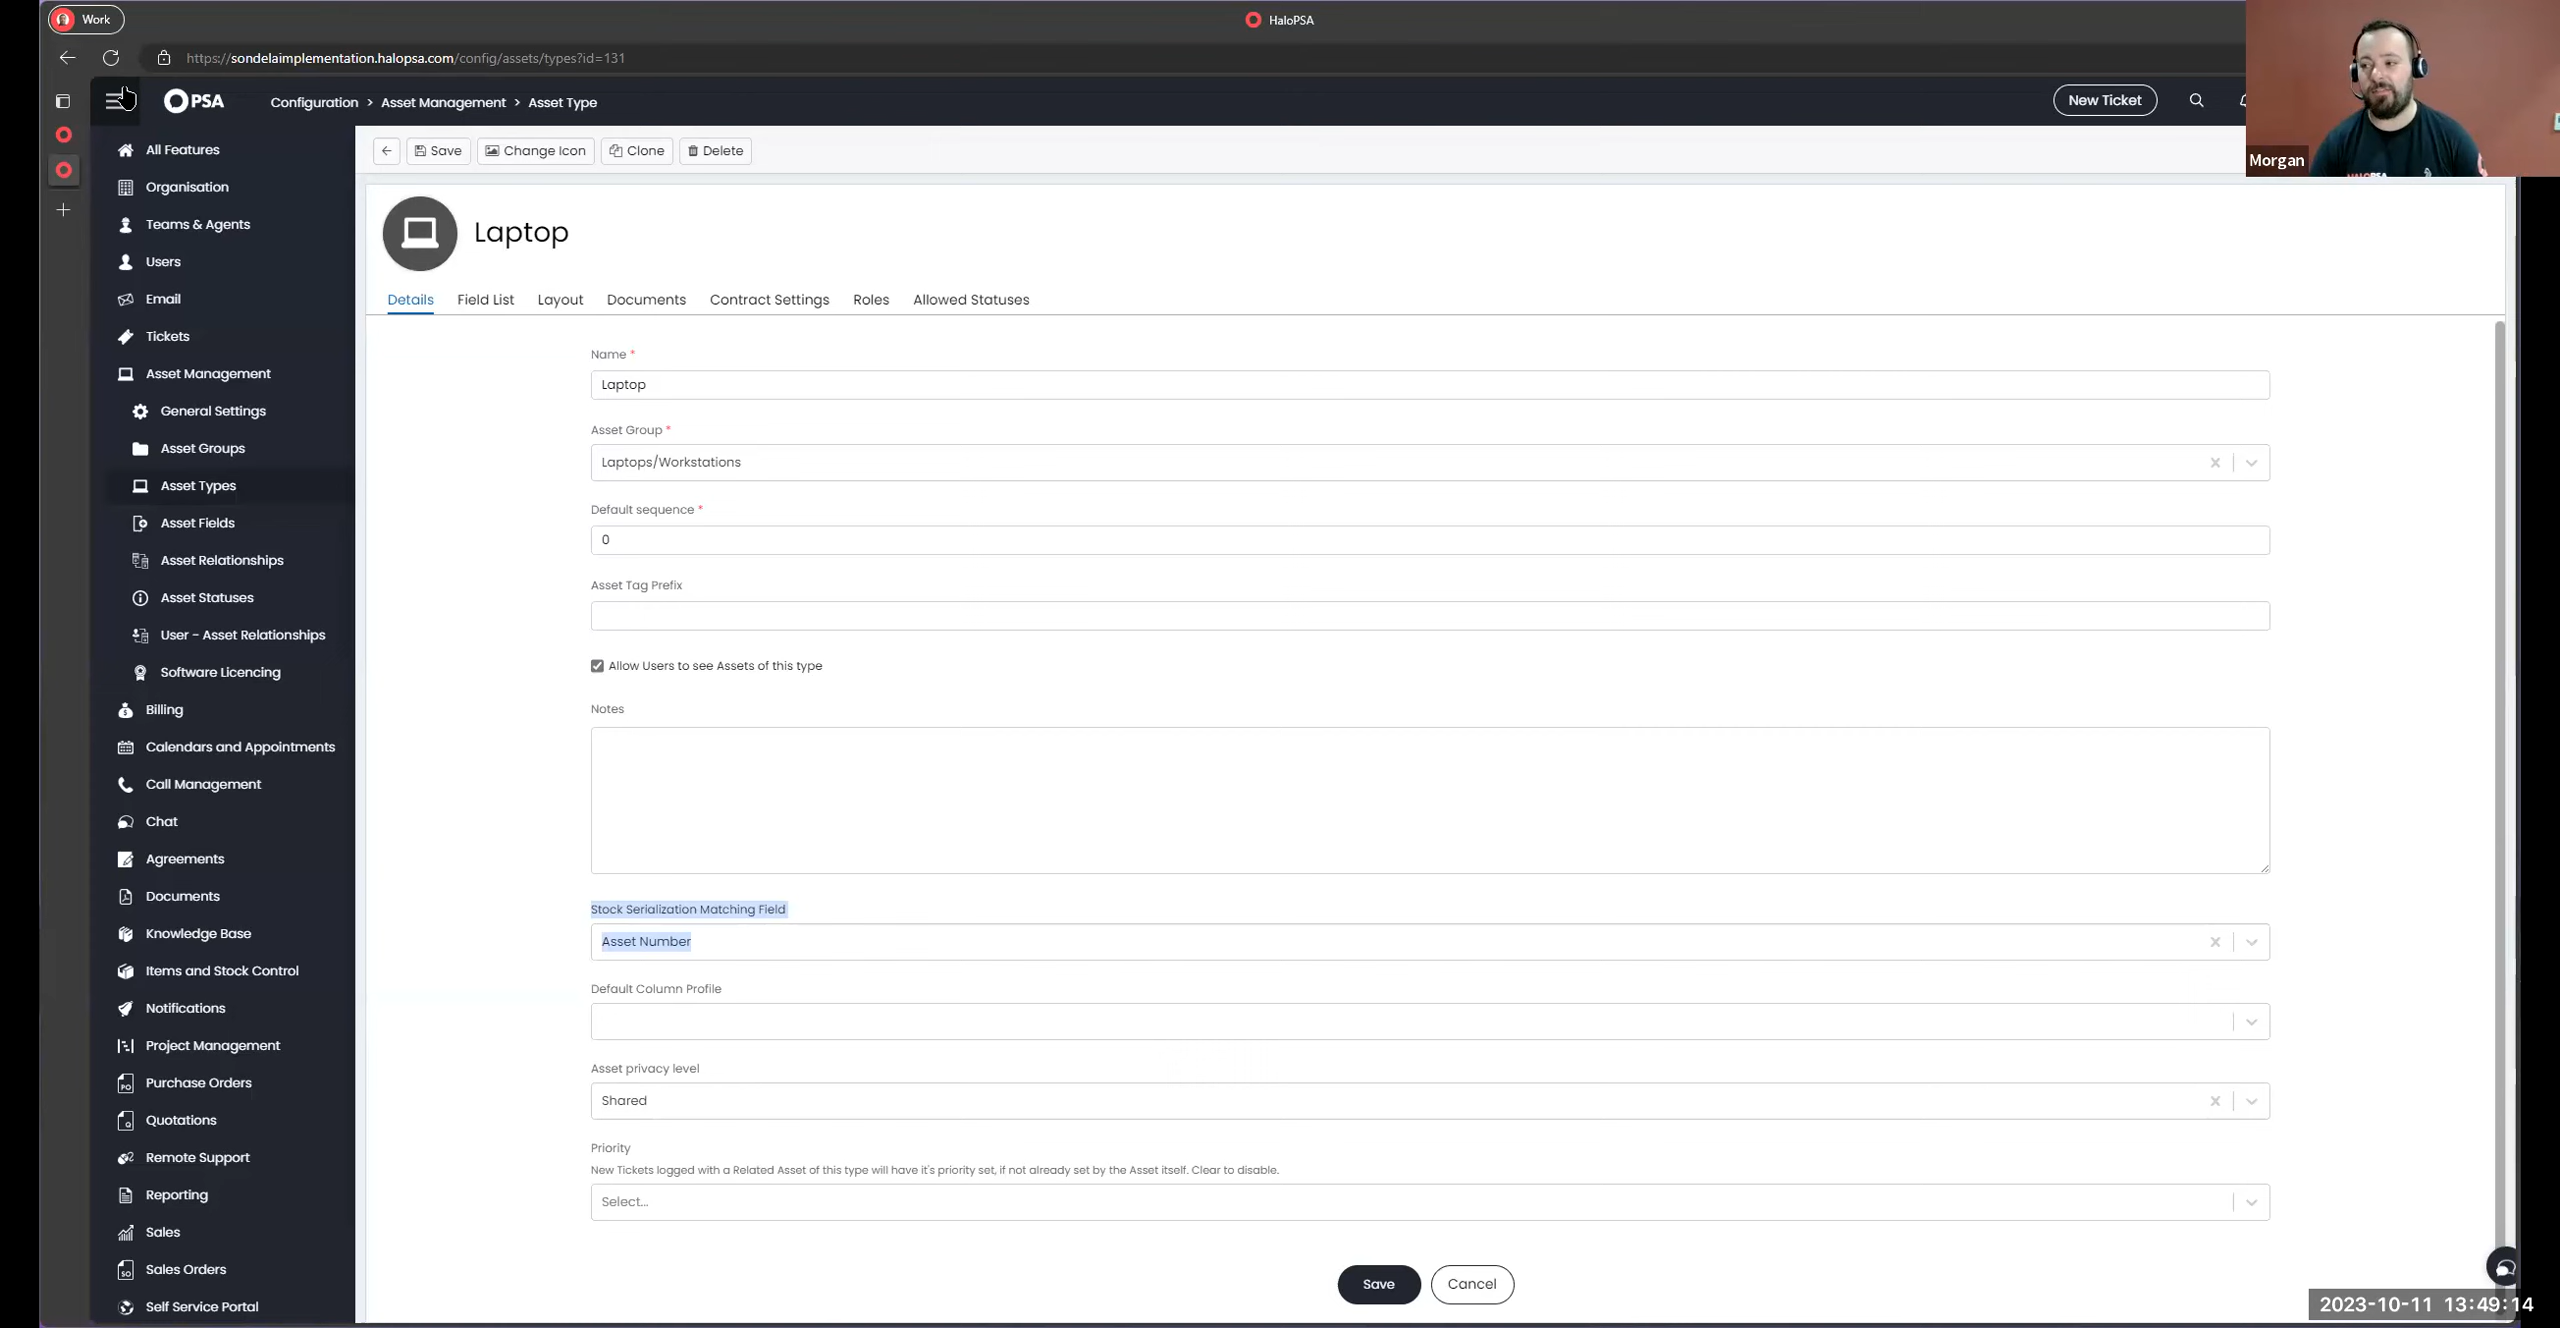 Work
HaloPSA
https://sondelaimplementation.halopsa.com/config/assets/types?id=131
PSA
Configuration > Asset Management > Asset Type
New Ticket
Morgan
All Features
Organisation
Teams & Agents
Users
Email
Tickets
Asset Management
General Settings
Asset Groups
Asset Types
Asset Fields
Asset Relationships
Asset Statuses
User - Asset Relationships
Software Licencing
Billing
Calendars and Appointments
Call Management
Chat
Agreements
Documents
Knowledge Base
Items and Stock Control
Notifications
Project Management
Purchase Orders
Quotations
Remote Support
Reporting
Sales
Sales Orders
Self Service Portal
Save Change Icon Clone Delete
Laptop
Details Field List Layout Documents Contract Settings Roles Allowed Statuses
Name *
Laptop
Asset Group *
Laptops/Workstations
Default sequence *
0
Asset Tag Prefix
Allow Users to see Assets of this type
Notes
Stock Serialization Matching Field
Asset Number
Default Column Profile
Asset privacy level
Shared
Priority
New Tickets logged with a Related Asset of this type will have it's priority set, if not already set by the Asset itself. Clear to disable.
Select...
Save Cancel
2023-10-11 13:49:14